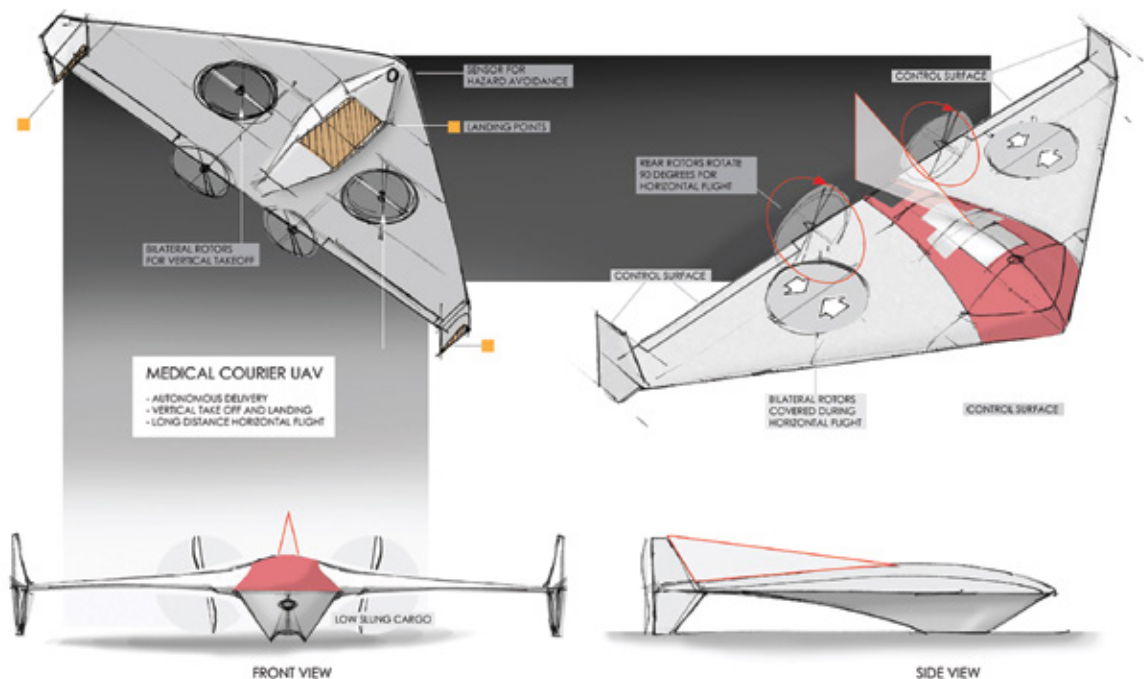 SENSOR FOR
HAZARD AVOIDANCE
LANDING POINTS
BILATERAL ROTORS
FOR VERTICAL TAKEOFF
CONTROL SURFACE
REAR ROTORS ROTATE
90 DEGREES FOR
HORIZONTAL FLIGHT
CONTROL SURFACE
BILATERAL ROTORS
COVERED DURING
HORIZONTAL FLIGHT
CONTROL SURFACE
MEDICAL COURIER UAV
- AUTONOMOUS DELIVERY
- VERTICAL TAKE OFF AND LANDING
- LONG DISTANCE HORIZONTAL FLIGHT
LOW SLUNG CARGO
FRONT VIEW
SIDE VIEW